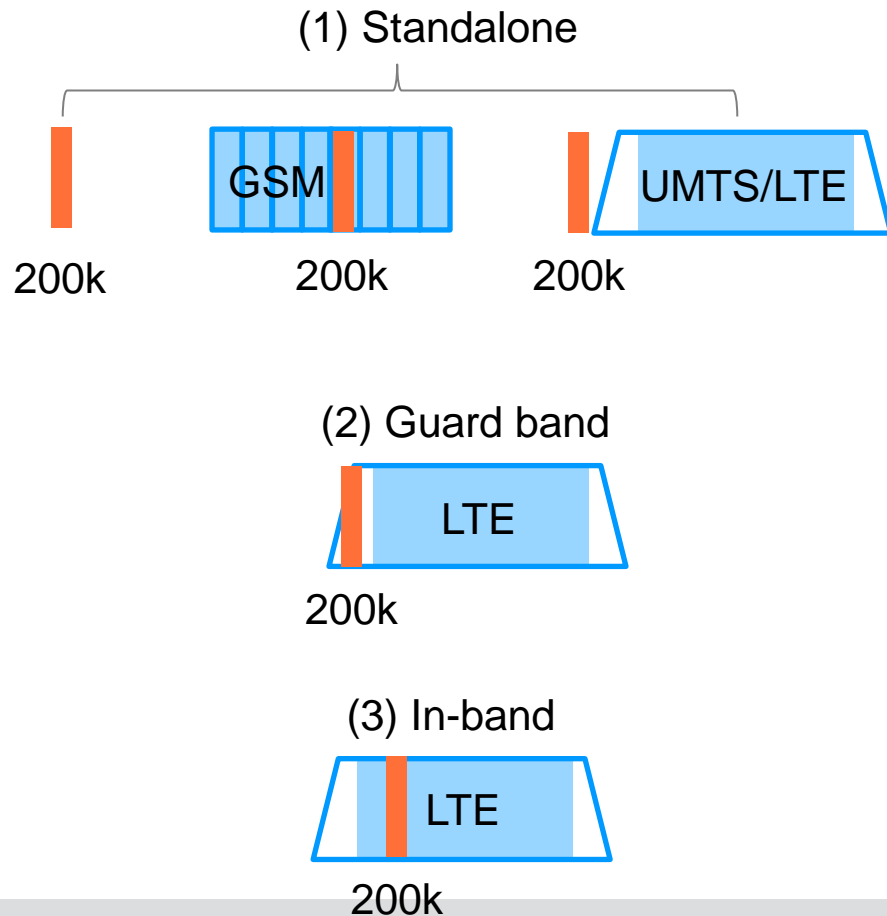 (1) Standalone
GSM
UMTS/LTE
200k
200k
200k
(2) Guard band
LTE
200k
(3) In-band
LTE
200k